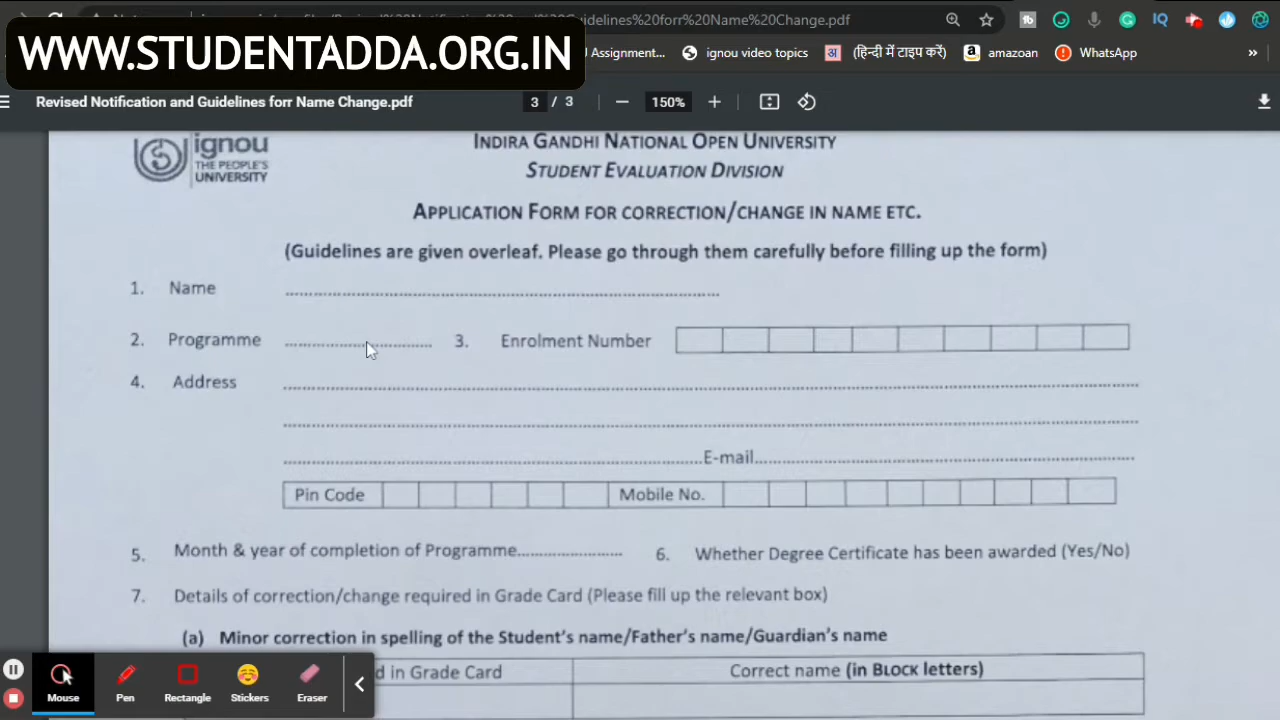 WWW.STUDENTADDA.ORG.IN
uidelines%20forr%20Name%20Change.pdf
IQ
Assignment...
ignou video topics
अ
(हिन्दी में टाइप करें)
a
amazoan
WhatsApp
»
Revised Notification and Guidelines forr Name Change.pdf
3 / 3
150%
ignou
THE PEOPLE'S
UNIVERSITY
INDIRA GANDHI NATIONAL OPEN UNIVERSITY
STUDENT EVALUATION DIVISION
APPLICATION FORM FOR CORRECTION/CHANGE IN NAME ETC.
(Guidelines are given overleaf. Please go through them carefully before filling up the form)
1. Name ............................................................
2. Programme .............................. 3. Enrolment Number
4. Address ............................................................
............................................................
............................................................E-mail............................................................
Pin Code Mobile No.
5. Month & year of completion of Programme...................... 6. Whether Degree Certificate has been awarded (Yes/No)
7. Details of correction/change required in Grade Card (Please fill up the relevant box)
(a) Minor correction in spelling of the Student's name/Father's name/Guardian's name
d in Grade Card Correct name (in BLOCK letters)
Mouse
Pen
Rectangle
Stickers
Eraser